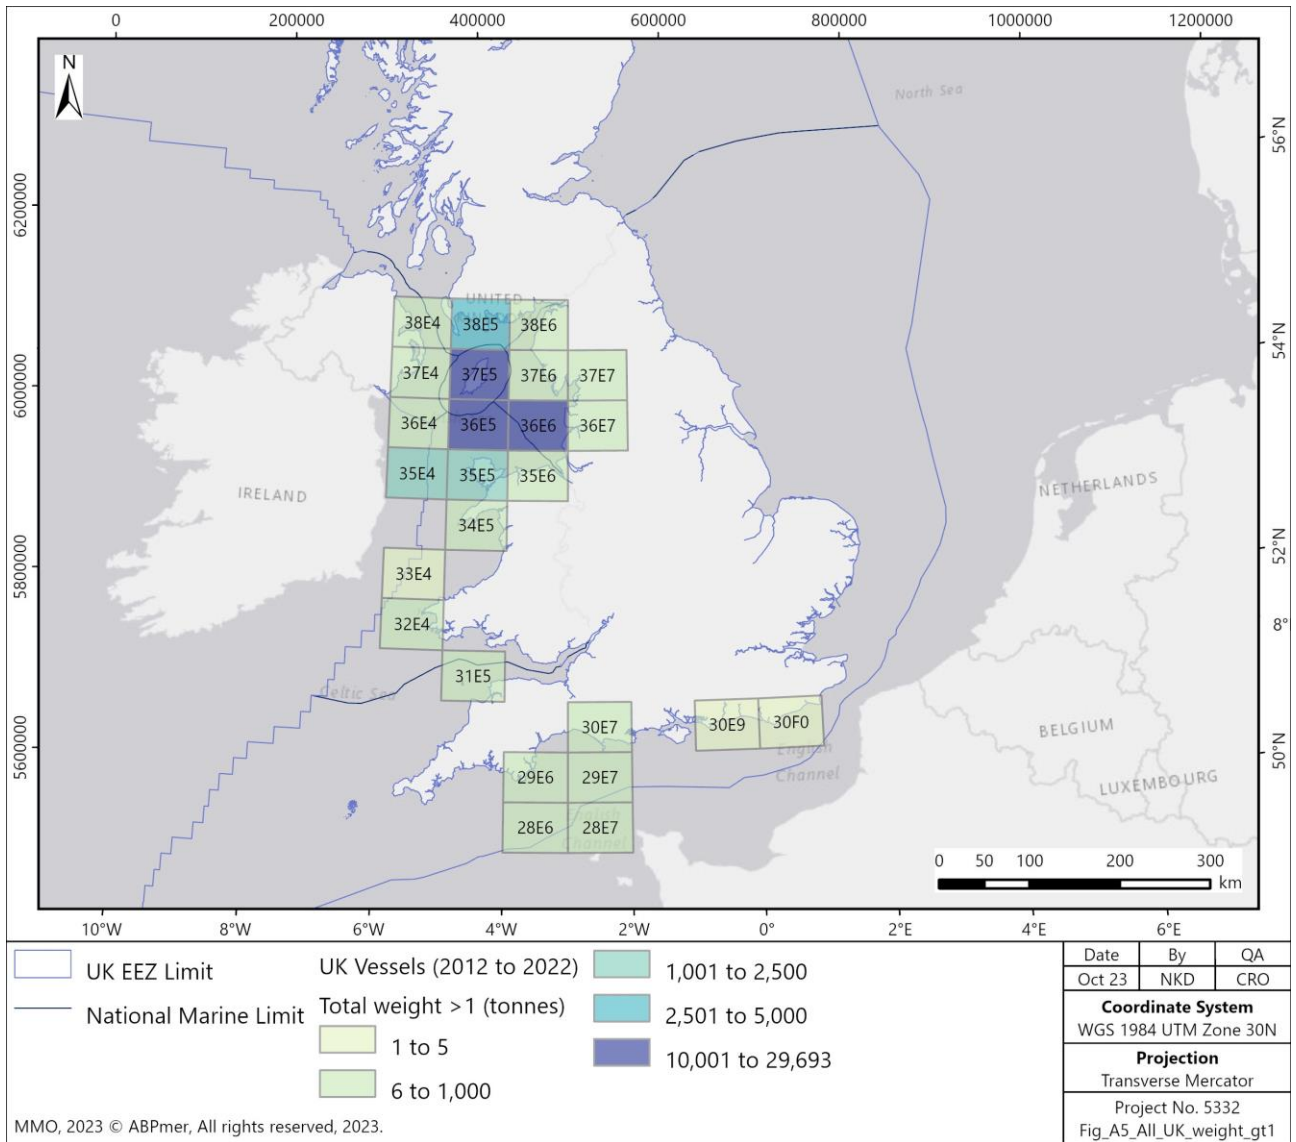 0 200000 400000 600000 800000 1000000 1200000
N
North Sea
56°N
6200000
UNITED
38E4 38E5 38E6
54°N
37E4 37E5 37E6 37E7
6000000
36E4 36E5 36E6 36E7
35E4 35E5 35E6
IRELAND
NETHERLANDS
34E5
52°N
5800000
33E4
32E4
8°
31E5
Celtic Sea
30E7 30E9 30F0
BELGIUM
English
Channel
5600000
50°N
29E6 29E7
LUXEMBOURG
28E6 28E7
English
Channel
0 50 100 200 300
km
10°W 8°W 6°W 4°W 2°W 0° 2°E 4°E 6°E
UK EEZ Limit
National Marine Limit
UK Vessels (2012 to 2022)
Total weight >1 (tonnes)
1 to 5
6 to 1,000
1,001 to 2,500
2,501 to 5,000
10,001 to 29,693
Date By QA
Oct 23 NKD CRO
Coordinate System
WGS 1984 UTM Zone 30N
Projection
Transverse Mercator
Project No. 5332
Fig_A5_All_UK_weight_gt1
MMO, 2023 © ABPmer, All rights reserved, 2023.